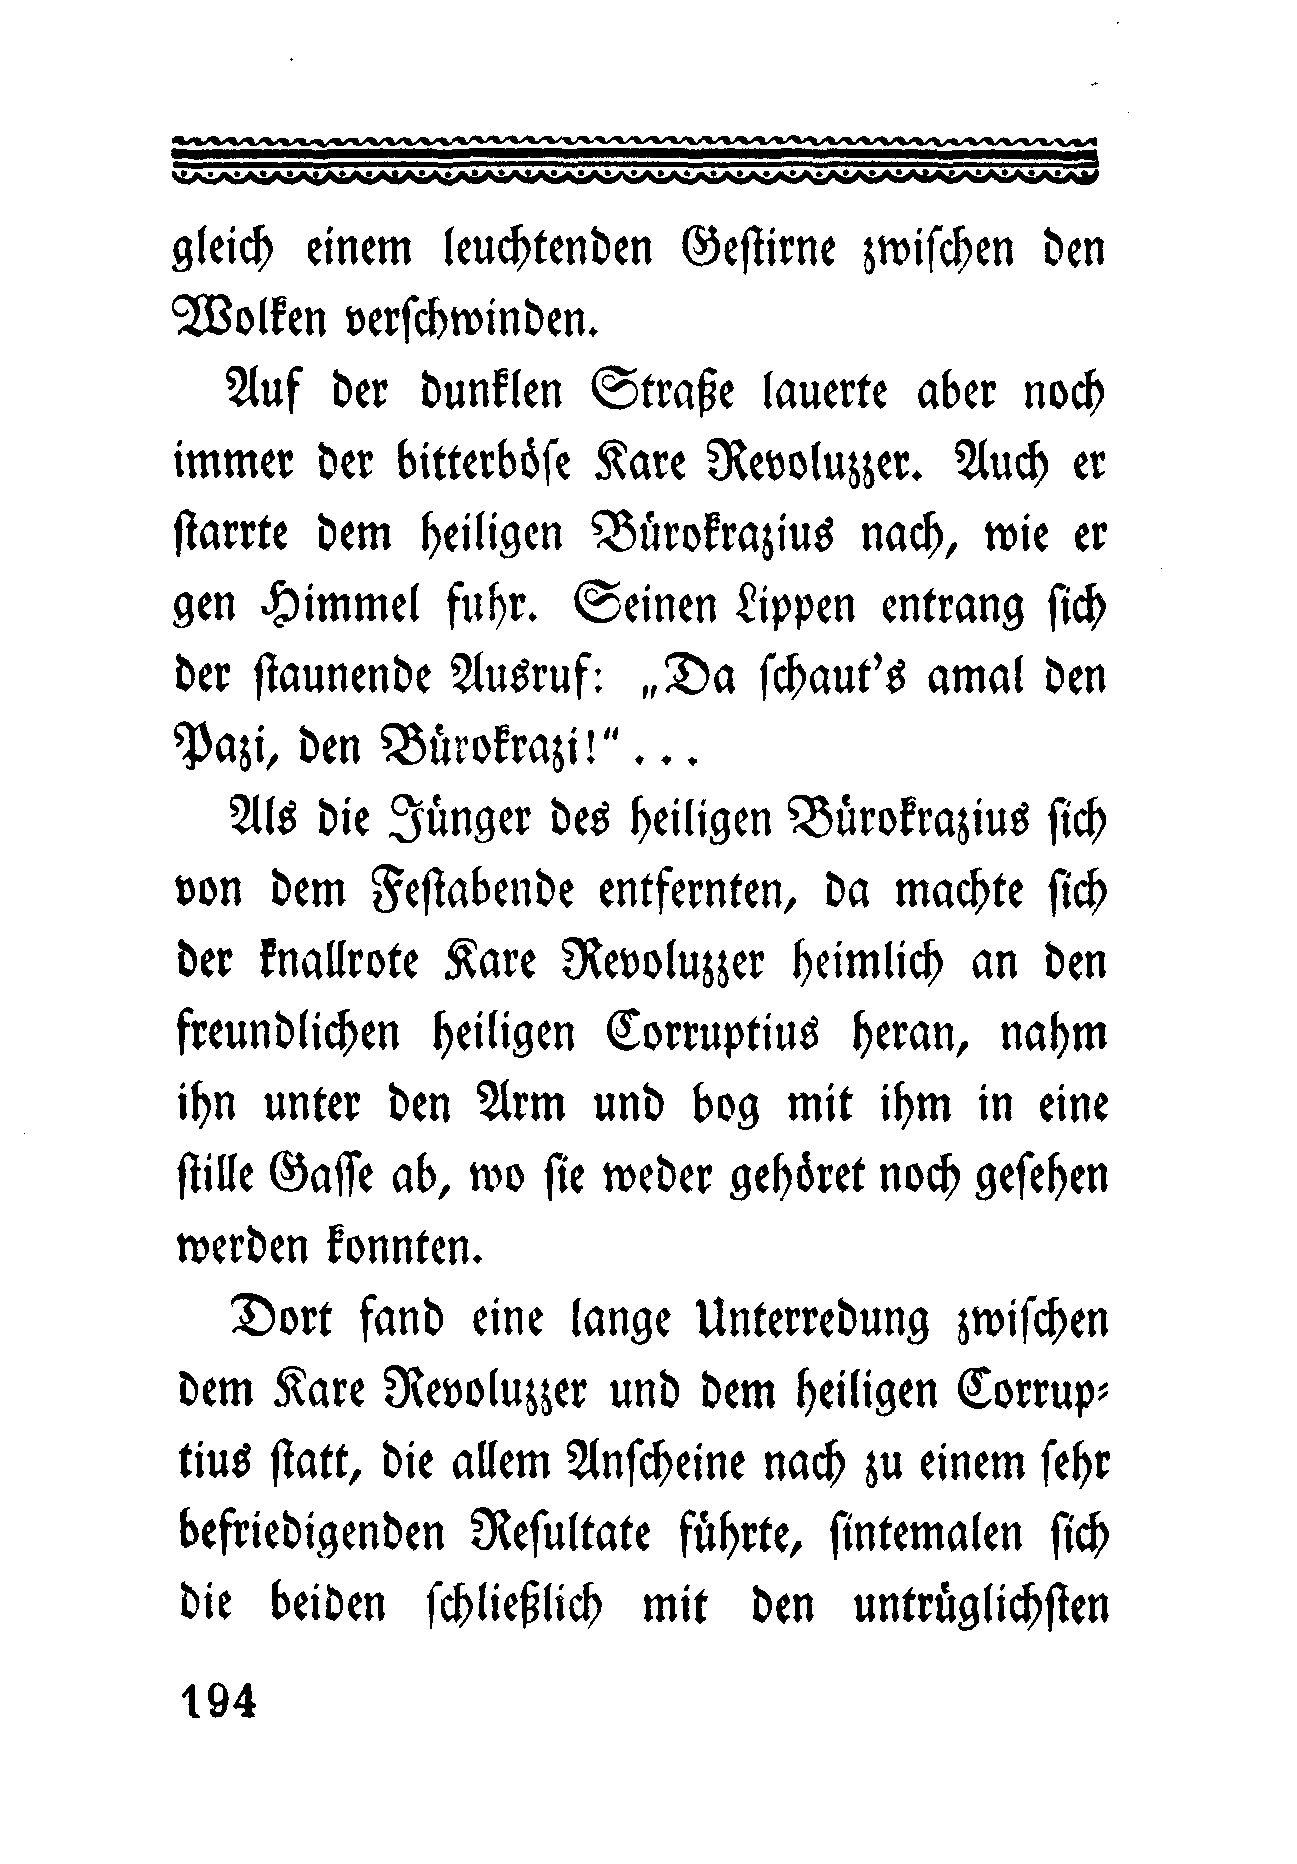 gleich einem leuchtenden Geſtirne zwiſchen den
Wolken verſchwinden.
Auf der dunklen Straße lauerte aber noch
immer der bitterböſe Kare Revoluzzer. Auch er
ſtarrte dem heiligen Bürokrazius nach, wie er
gen Himmel fuhr. Seinen Lippen entrang ſich
der ſtaunende Ausruf: „Da ſchaut’s amal den
Pazi, den Bürokrazi!“ . . .
Als die Jünger des heiligen Bürokrazius ſich
von dem Feſtabende entfernten, da machte ſich
der knallrote Kare Revoluzzer heimlich an den
freundlichen heiligen Corruptius heran, nahm
ihn unter den Arm und bog mit ihm in eine
ſtille Gaſſe ab, wo ſie weder gehöret noch geſehen
werden konnten.
Dort fand eine lange Unterredung zwiſchen
dem Kare Revoluzzer und dem heiligen Corrup⸗
tius ſtatt, die allem Anſcheine nach zu einem ſehr
befriedigenden Reſultate führte, ſintemalen ſich
die beiden ſchließlich mit den untrüglichſten
194